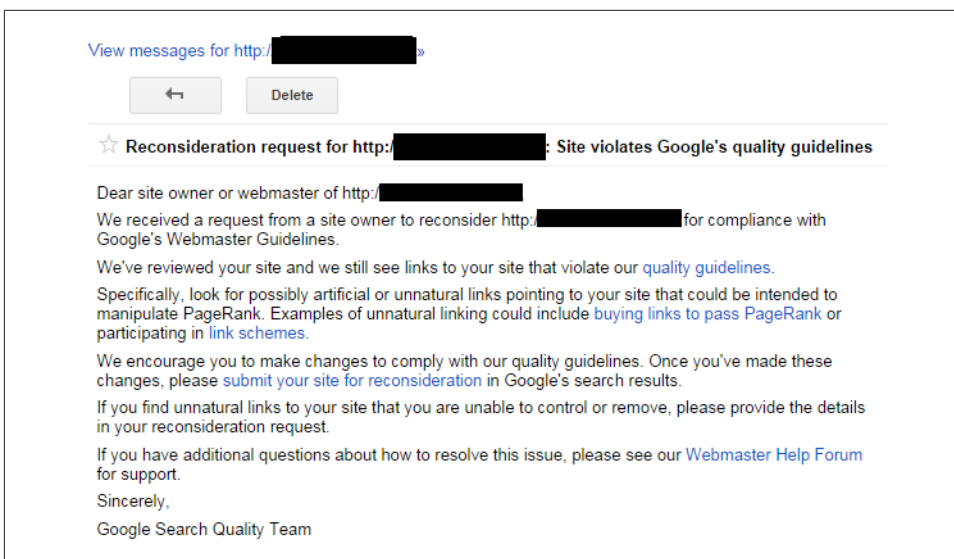 View messages for http:/ »
Delete
Reconsideration request for http:/ : Site violates Google's quality guidelines
Dear site owner or webmaster of http:/
We received a request from a site owner to reconsider http:/ for compliance with
Google's Webmaster Guidelines.
We've reviewed your site and we still see links to your site that violate our quality guidelines.
Specifically, look for possibly artificial or unnatural links pointing to your site that could be intended to
manipulate PageRank. Examples of unnatural linking could include buying links to pass PageRank or
participating in link schemes.
We encourage you to make changes to comply with our quality guidelines. Once you've made these
changes, please submit your site for reconsideration in Google's search results.
If you find unnatural links to your site that you are unable to control or remove, please provide the details
in your reconsideration request.
If you have additional questions about how to resolve this issue, please see our Webmaster Help Forum
for support.
Sincerely,
Google Search Quality Team